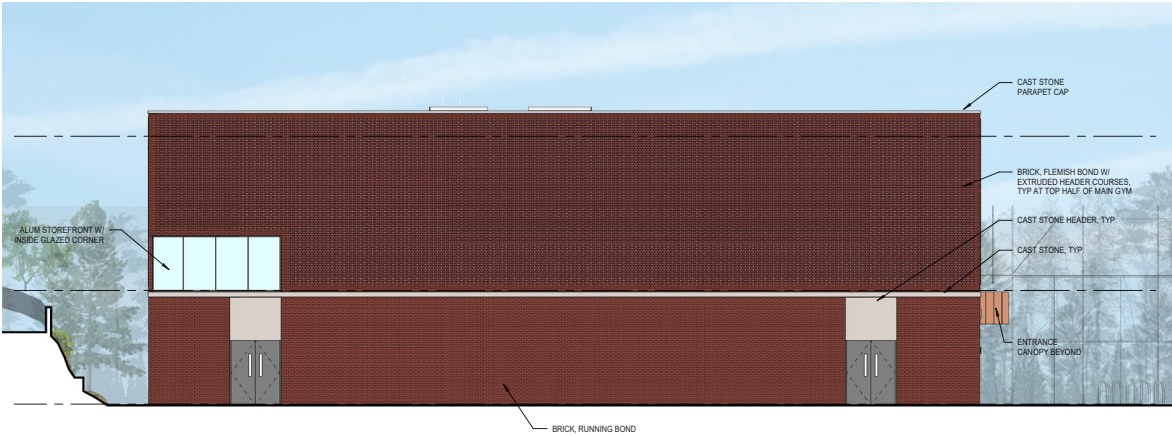 CAST STONE
PARAPET CAP
BRICK, FLEMISH BOND W/
EXTRUDED HEADER COURSES,
TYP AT TOP HALF OF MAIN GYM
CAST STONE HEADER, TYP
ALUM STOREFRONT W/
INSIDE GLAZED CORNER
CAST STONE, TYP
ENTRANCE
CANOPY BEYOND
BRICK, RUNNING BOND